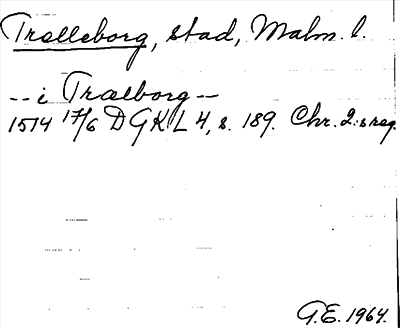 Trelleborg, stad, Malm. l.
-- i Trælborg --
1514 17/6 DGKL 4, s. 189. Chr. 2:s reg.
G.E. 1964.